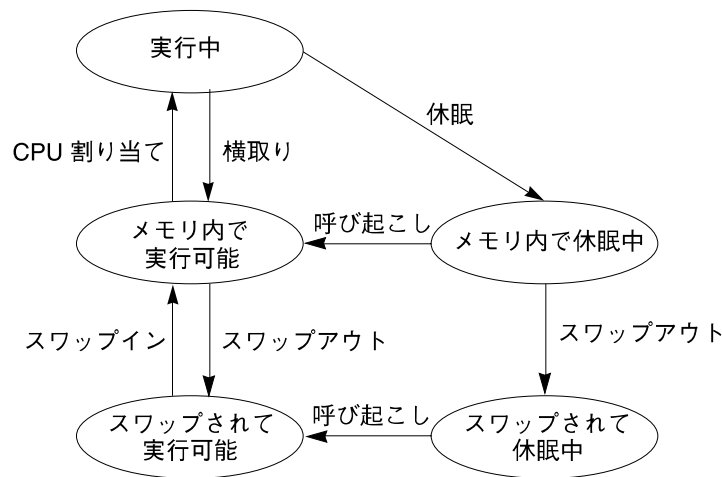 実行中
休眠
CPU 割り当て
横取り
メモリ内で
実行可能
呼び起こし
メモリ内で休眠中
スワップイン
スワップアウト
スワップアウト
スワップされて
実行可能
呼び起こし
スワップされて
休眠中